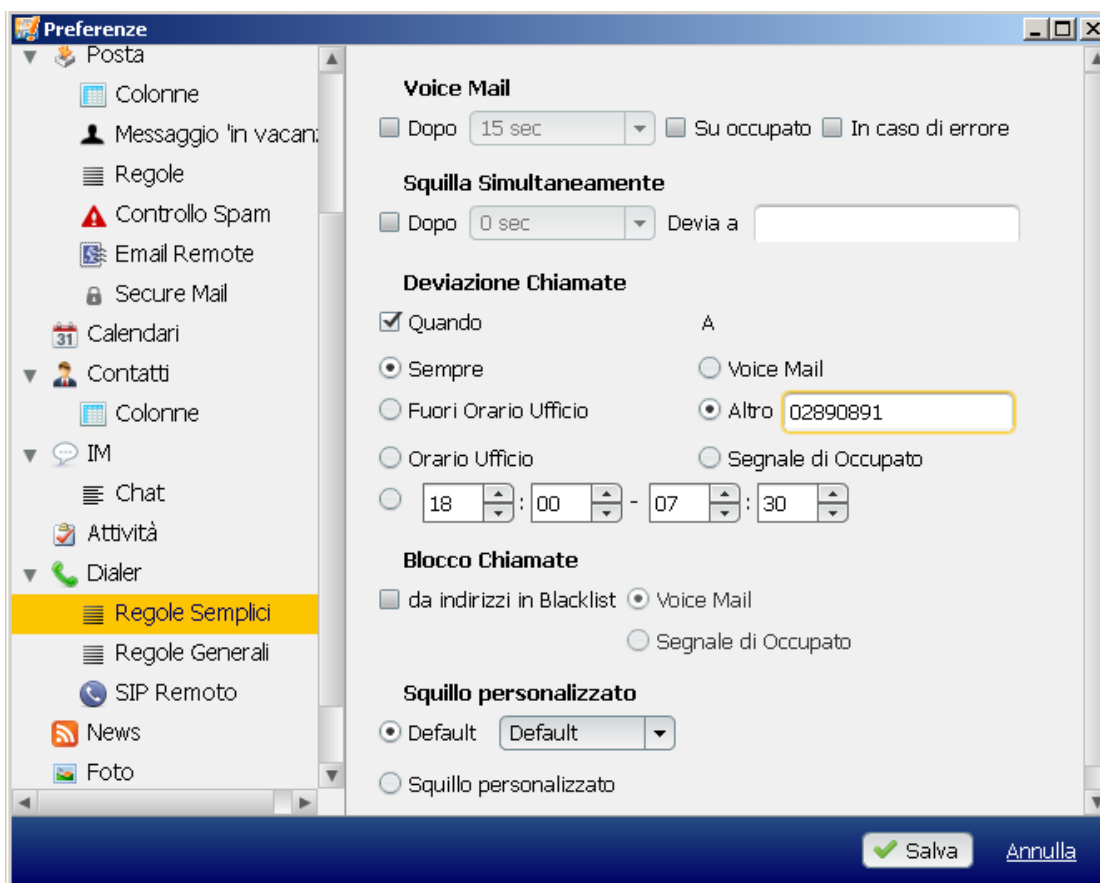 Preferenze
Posta
Colonne
Messaggio 'in vacan
Regole
Controllo Spam
Email Remote
Secure Mail
31 Calendari
Contatti
Colonne
IM
Chat
Attività
Dialer
Regole Semplici
Regole Generali
SIP Remoto
News
Foto
Voice Mail
Dopo 15 sec Su occupato In caso di errore
Squilla Simultaneamente
Dopo 0 sec Devia a
Deviazione Chiamate
Quando A
Sempre Voice Mail
Fuori Orario Ufficio Altro 02890891
Orario Ufficio Segnale di Occupato
18 : 00 - 07 : 30
Blocco Chiamate
da indirizzi in Blacklist Voice Mail
Segnale di Occupato
Squillo personalizzato
Default Default
Squillo personalizzato
Salva Annulla